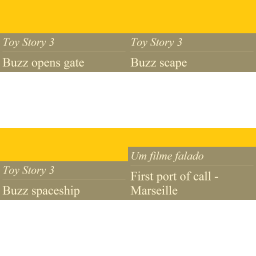 Toy Story 3
Buzz opens gate
Toy Story 3
Buzz scape
Toy Story 3
Buzz spaceship
Um filme falado
First port of call -
Marseille